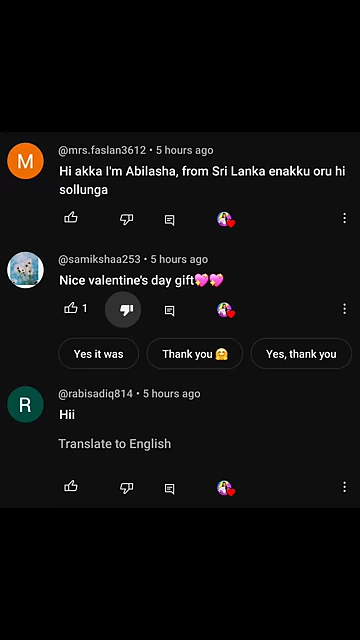 M
@mrs.faslan3612 • 5 hours ago
Hi akka I'm Abilasha, from Sri Lanka enakku oru hi
sollunga
@samikshaa253 • 5 hours ago
Nice valentine's day gift💖💖
1
Yes it was
Thank you 🤗
Yes, thank you
R
@rabisadiq814 • 5 hours ago
Hii
Translate to English